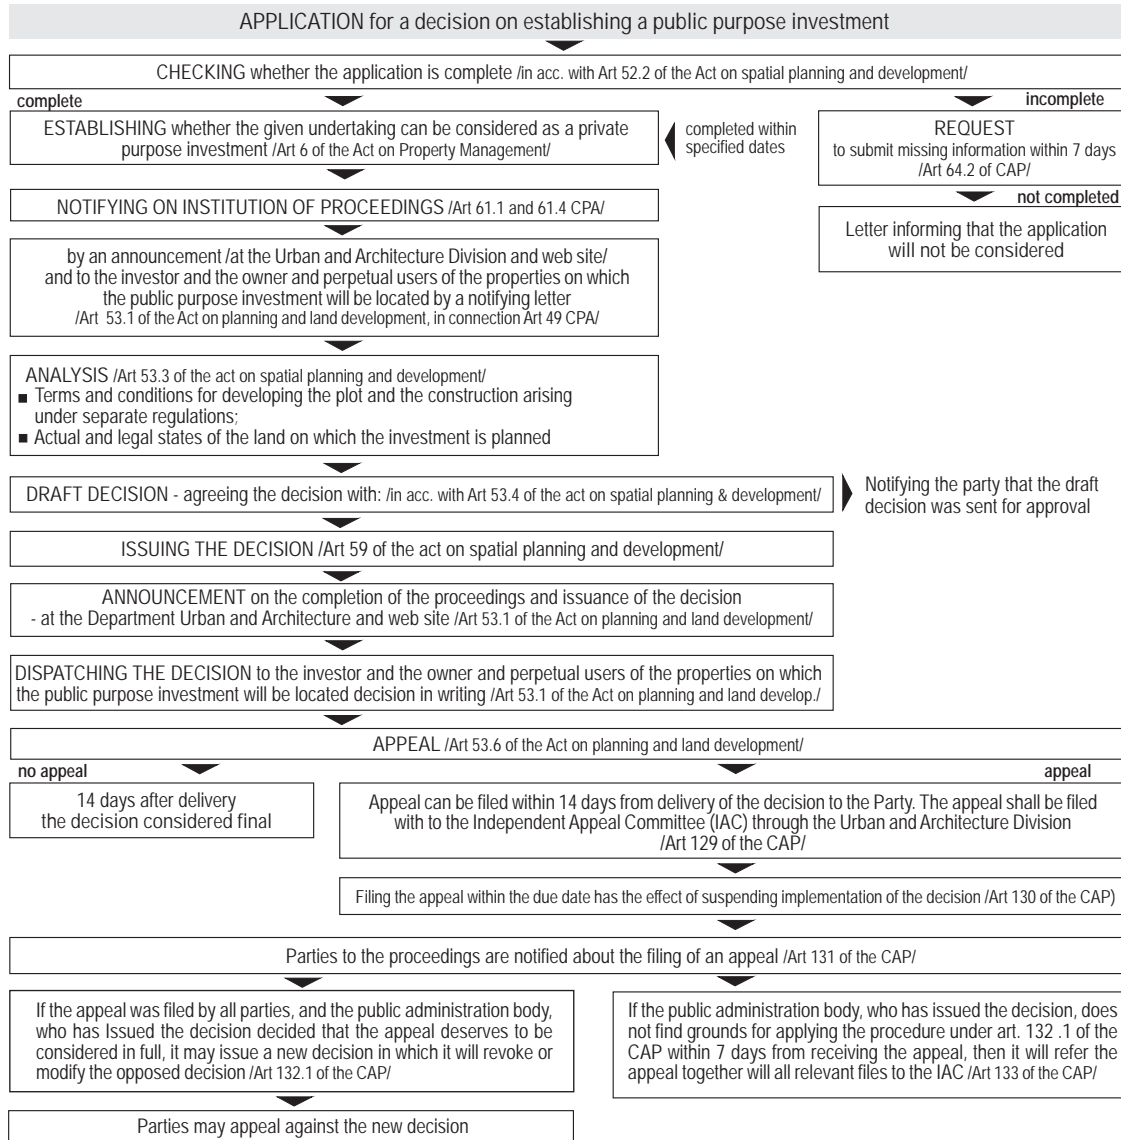 APPLICATION for a decision on establishing a public purpose investment
CHECKING whether the application is complete /in acc. with Art 52.2 of the Act on spatial planning and development/
complete
incomplete
ESTABLISHING whether the given undertaking can be considered as a private
purpose investment /Art 6 of the Act on Property Management/
completed within
specified dates
REQUEST
to submit missing information within 7 days
/Art 64.2 of CAP/
not completed
NOTIFYING ON INSTITUTION OF PROCEEDINGS /Art 61.1 and 61.4 CPA/
Letter informing that the application
will not be considered
by an announcement /at the Urban and Architecture Division and web site/
and to the investor and the owner and perpetual users of the properties on which
the public purpose investment will be located by a notifying letter
/Art 53.1 of the Act on planning and land development, in connection Art 49 CPA/
ANALYSIS /Art 53.3 of the act on spatial planning and development/
■ Terms and conditions for developing the plot and the construction arising
under separate regulations;
■ Actual and legal states of the land on which the investment is planned
DRAFT DECISION - agreeing the decision with: /in acc. with Art 53.4 of the act on spatial planning & development/
Notifying the party that the draft
decision was sent for approval
ISSUING THE DECISION /Art 59 of the act on spatial planning and development/
ANNOUNCEMENT on the completion of the proceedings and issuance of the decision
- at the Department Urban and Architecture and web site /Art 53.1 of the Act on planning and land development/
DISPATCHING THE DECISION to the investor and the owner and perpetual users of the properties on which
the public purpose investment will be located decision in writing /Art 53.1 of the Act on planning and land develop./
APPEAL /Art 53.6 of the Act on planning and land development/
no appeal
appeal
14 days after delivery
the decision considered final
Appeal can be filed within 14 days from delivery of the decision to the Party. The appeal shall be filed
with to the Independent Appeal Committee (IAC) through the Urban and Architecture Division
/Art 129 of the CAP/
Filing the appeal within the due date has the effect of suspending implementation of the decision /Art 130 of the CAP)
Parties to the proceedings are notified about the filing of an appeal /Art 131 of the CAP/
If the appeal was filed by all parties, and the public administration body,
who has Issued the decision decided that the appeal deserves to be
considered in full, it may issue a new decision in which it will revoke or
modify the opposed decision /Art 132.1 of the CAP/
If the public administration body, who has issued the decision, does
not find grounds for applying the procedure under art. 132 .1 of the
CAP within 7 days from receiving the appeal, then it will refer the
appeal together will all relevant files to the IAC /Art 133 of the CAP/
Parties may appeal against the new decision